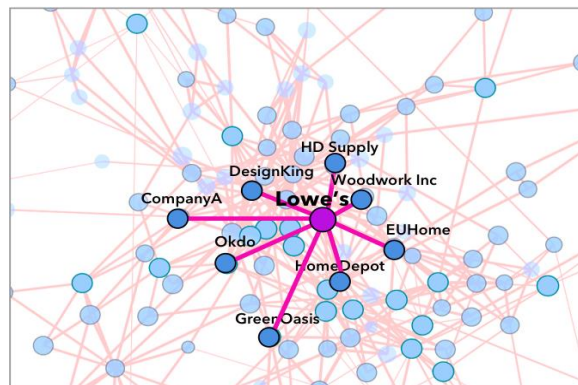 HD Supply
DesignKing
Woodwork Inc
Lowe's
CompanyA
EUHome
Okdo
HomeDepot
GreenOasis